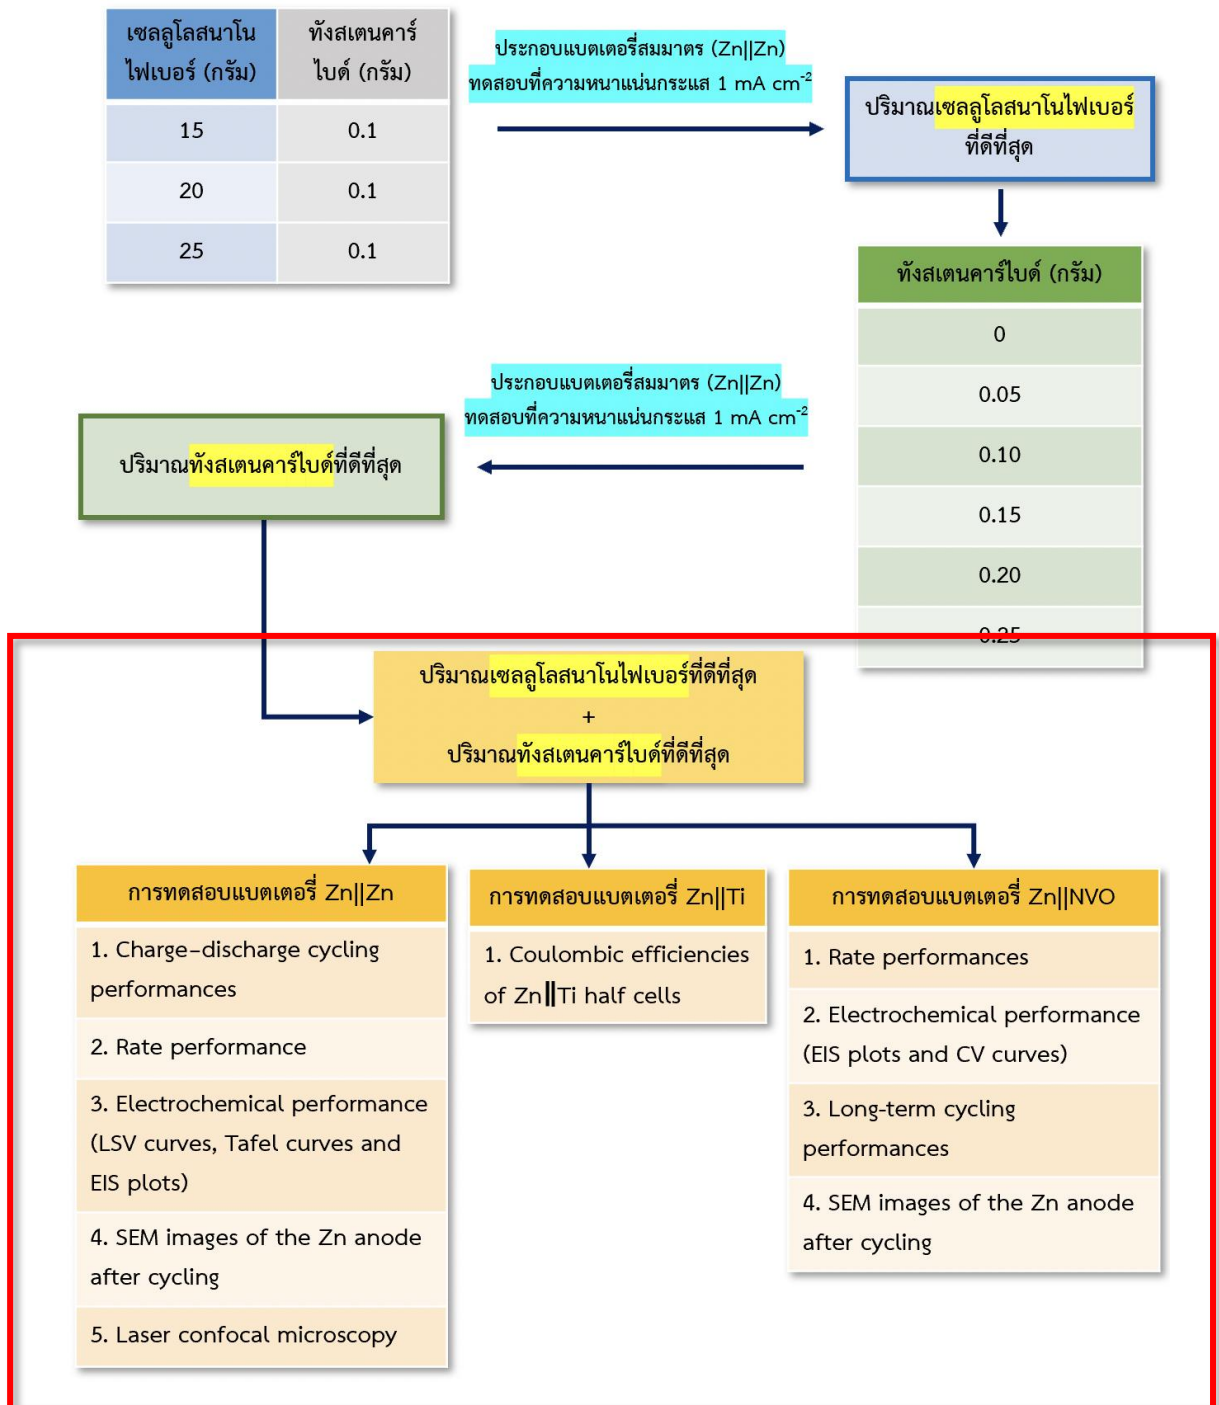 เซลลูโลสนาโน
ไฟเบอร์ (กรัม)
ทังสเตนคาร์
ไบด์ (กรัม)
15
0.1
20
0.1
25
0.1
ประกอบแบตเตอรี่สมมาตร (Zn||Zn)
ทดสอบที่ความหนาแน่นกระแส 1 mA cm⁻²
ปริมาณเซลลูโลสนาโนไฟเบอร์
ที่ดีที่สุด
ทังสเตนคาร์ไบด์ (กรัม)
0
0.05
0.10
0.15
0.20
0.25
ประกอบแบตเตอรี่สมมาตร (Zn||Zn)
ทดสอบที่ความหนาแน่นกระแส 1 mA cm⁻²
ปริมาณทังสเตนคาร์ไบด์ที่ดีที่สุด
ปริมาณเซลลูโลสนาโนไฟเบอร์ที่ดีที่สุด
+
ปริมาณทังสเตนคาร์ไบด์ที่ดีที่สุด
การทดสอบแบตเตอรี่ Zn||Zn
1. Charge–discharge cycling
performances
2. Rate performance
3. Electrochemical performance
(LSV curves, Tafel curves and
EIS plots)
4. SEM images of the Zn anode
after cycling
5. Laser confocal microscopy
การทดสอบแบตเตอรี่ Zn||Ti
1. Coulombic efficiencies
of Zn||Ti half cells
การทดสอบแบตเตอรี่ Zn||NVO
1. Rate performances
2. Electrochemical performance
(EIS plots and CV curves)
3. Long-term cycling
performances
4. SEM images of the Zn anode
after cycling